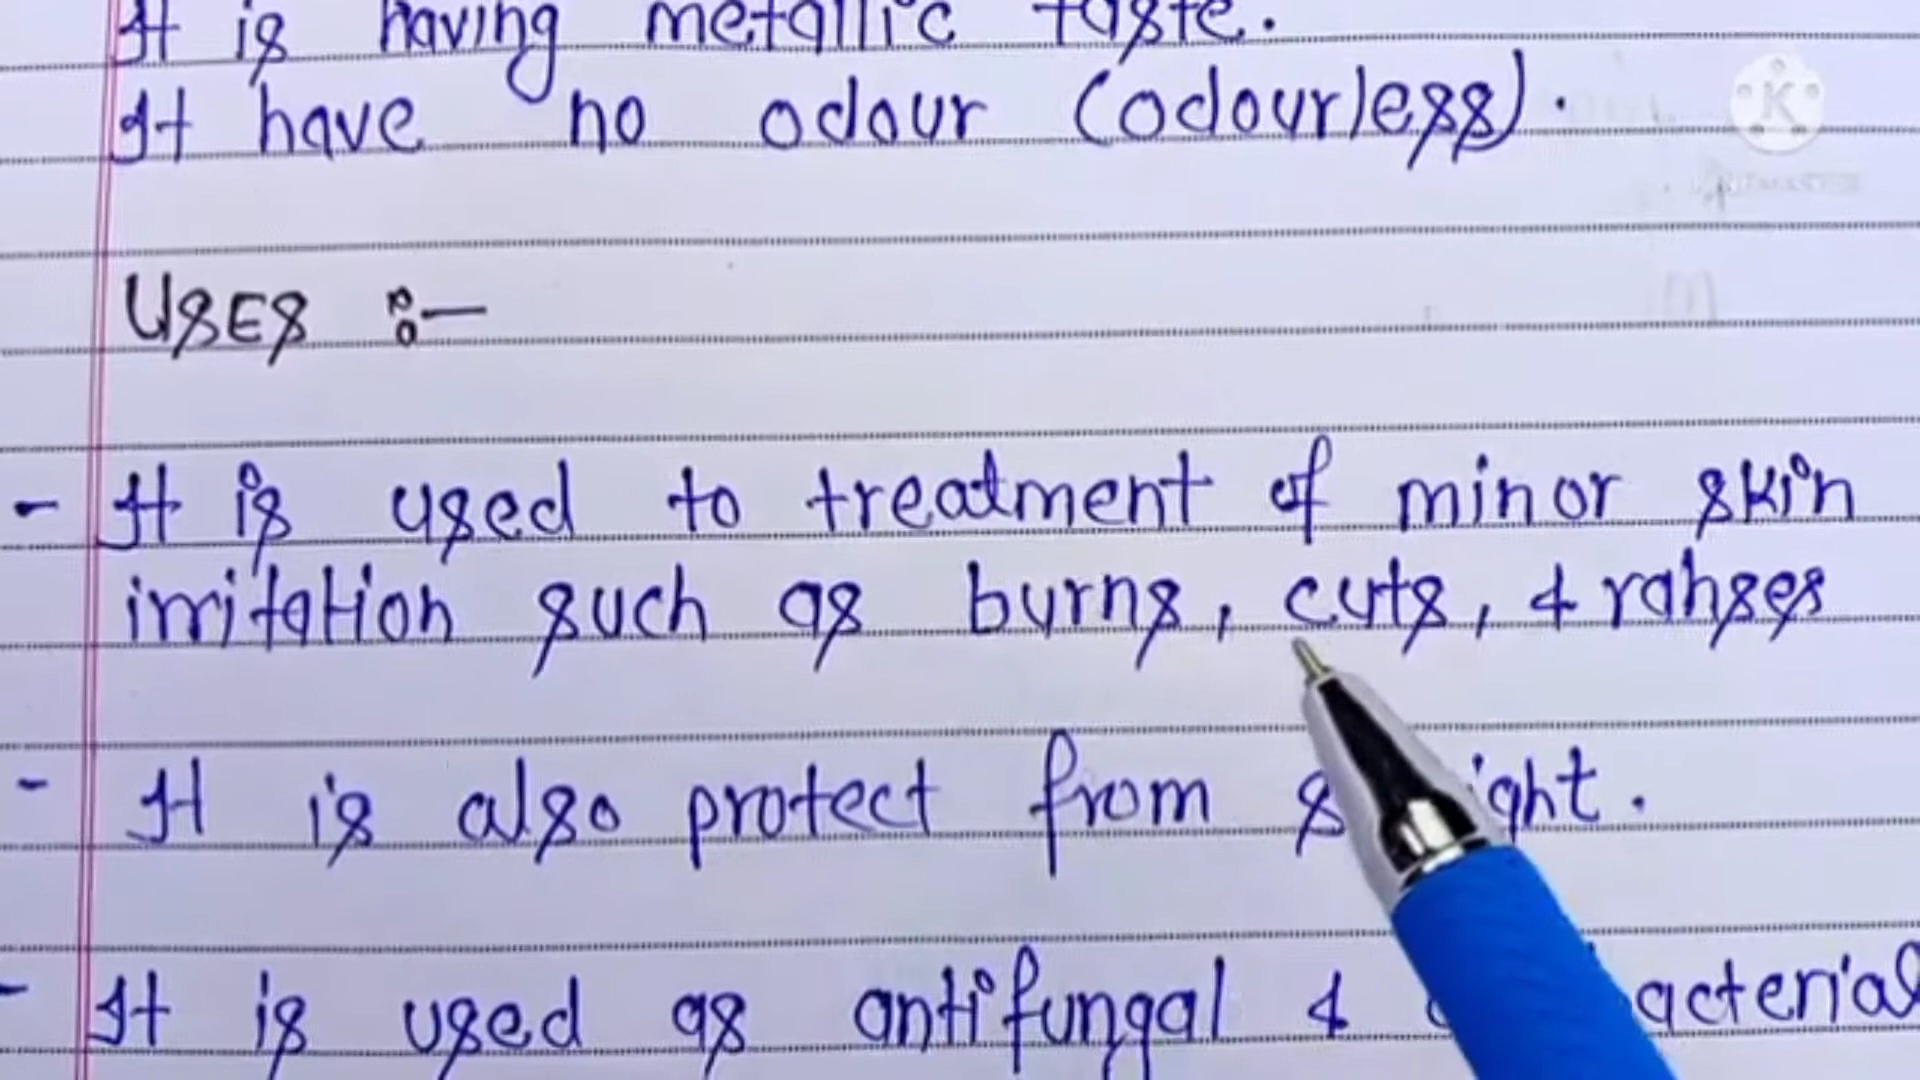 It is having metallic taste.
It have no odour (odourless).
USES :-
- It is used to treatment of minor skin
irritation such as burns, cuts, & rahses
- It is also protect from
- It is used as antifungal &
K